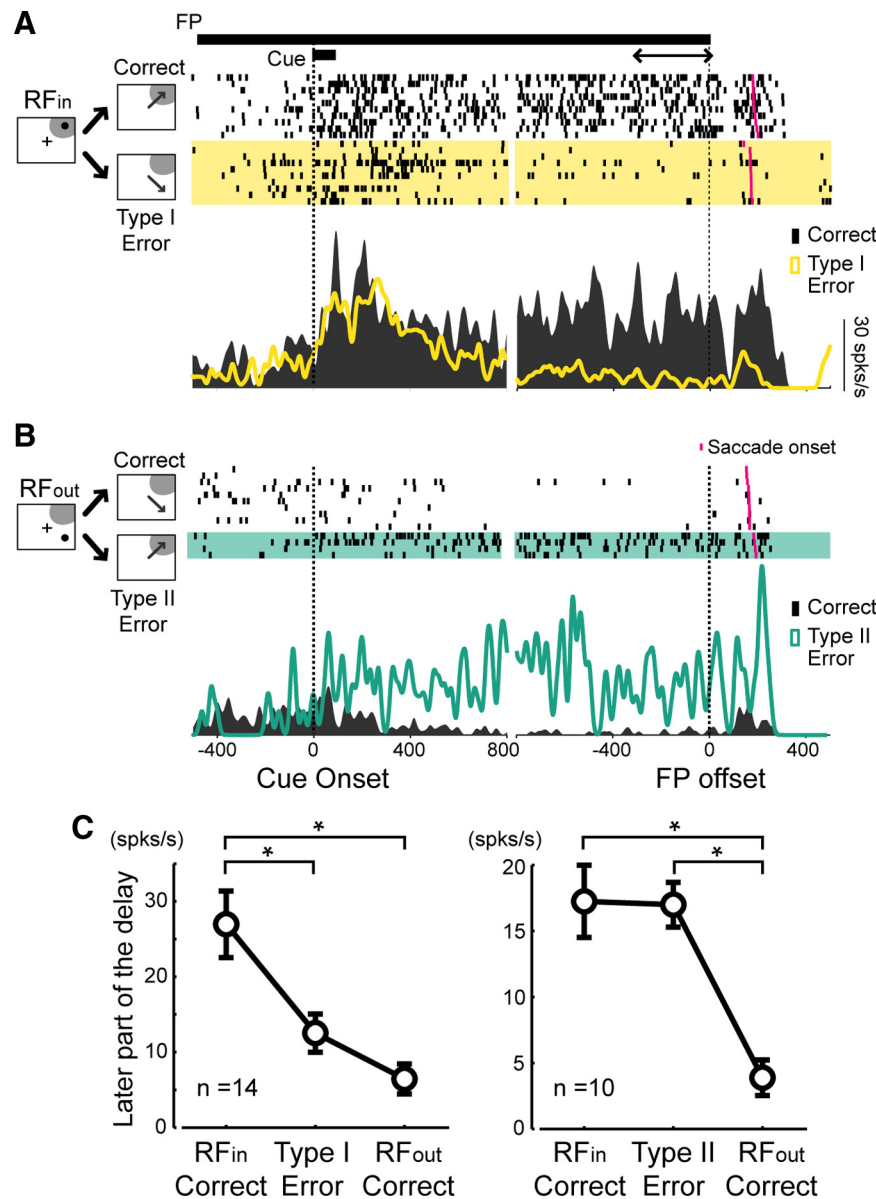 A
FP
Cue
Correct
RFin
Type I
Error
Correct
Type I
Error
30 spks/s
B
Saccade onset
Correct
RFout
Type II
Error
Correct
Type II
Error
-400 0 400 800 -400 0 400
Cue Onset FP offset
C
(spks/s) (spks/s)
* *
* *
Later part of the delay
30
20
10
0
n =14
RFin Type I RFout
Correct Error Correct
20
15
10
5
0
n =10
RFin Type II RFout
Correct Error Correct